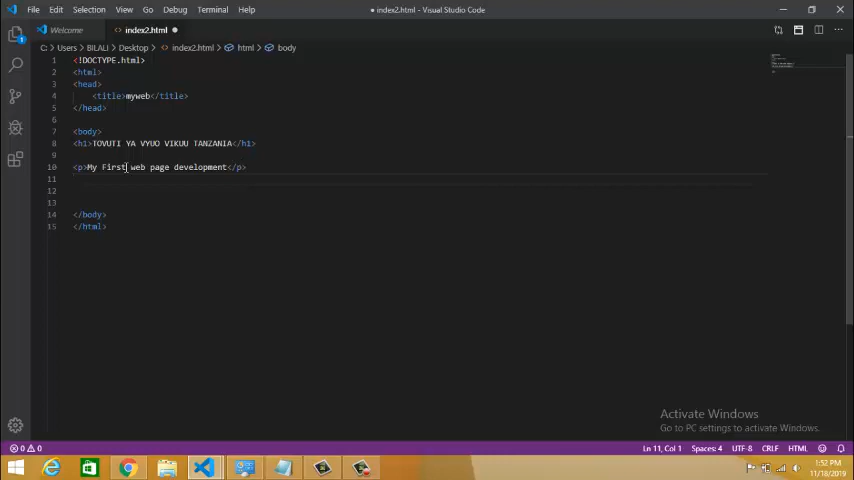 File Edit Selection View Go Debug Terminal Help
● index2.html - Visual Studio Code
Welcome
index2.html
C: > Users > BILALI > Desktop > index2.html > html > body
1 <!DOCTYPE.html>
2 <html>
3 <head>
4 <title>myweb</title>
5 </head>
6
7 <body>
8 <h1>TOVUTI YA VYUO VIKUU TANZANIA</h1>
9
10 <p>My First web page development</p>
11
12
13
14 </body>
15 </html>
1
Activate Windows
Go to PC settings to activate Windows.
0 0
Ln 11, Col 1 Spaces: 4 UTF-8 CRLF HTML
1:52 PM
11/18/2019